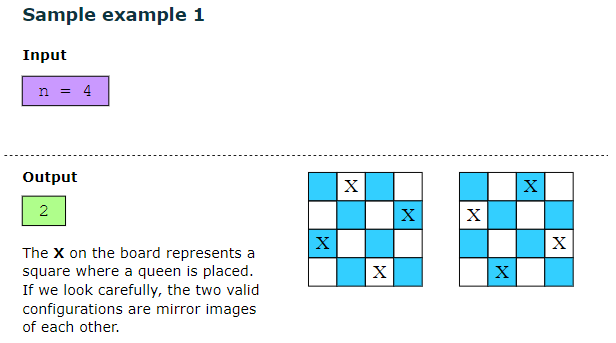 Sample example 1
Input
n = 4
Output
2
The X on the board represents a
square where a queen is placed.
If we look carefully, the two valid
configurations are mirror images
of each other.
X X
X X
X X
X X